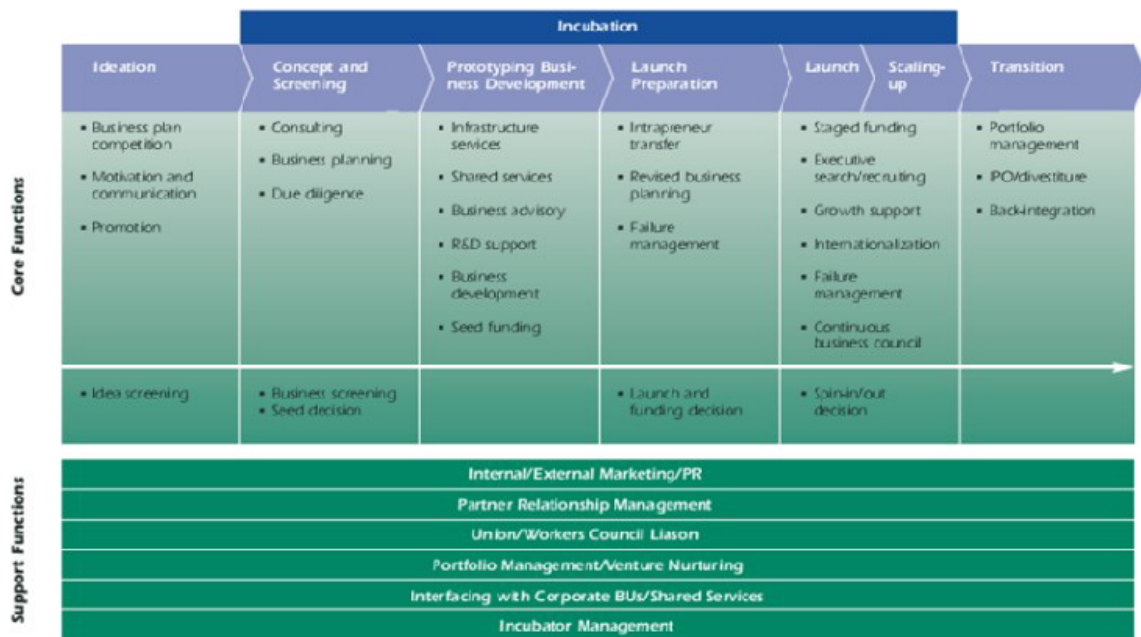 Incubation
Ideation
Concept and
Screening
Prototyping Busi-
ness Development
Launch
Preparation
Launch
Scaling-
up
Transition
Core Functions
▪ Business plan
competition
▪ Motivation and
communication
▪ Promotion
▪ Consulting
▪ Business planning
▪ Due diligence
▪ Infrastructure
services
▪ Shared services
▪ Business advisory
▪ R&D support
▪ Business
development
▪ Seed funding
▪ Intrapreneur
transfer
▪ Revised business
planning
▪ Failure
management
▪ Staged funding
▪ Executive
search/recruiting
▪ Growth support
▪ Internationalization
▪ Failure
management
▪ Continuous
business council
▪ Portfolio
management
▪ IPO/divestiture
▪ Back-integration
▪ Idea screening
▪ Business screening
▪ Seed decision
▪ Launch and
funding decision
▪ Spin-in/out
decision
Support Functions
Internal/External Marketing/PR
Partner Relationship Management
Union/Workers Council Liason
Portfolio Management/Venture Nurturing
Interfacing with Corporate BUs/Shared Services
Incubator Management